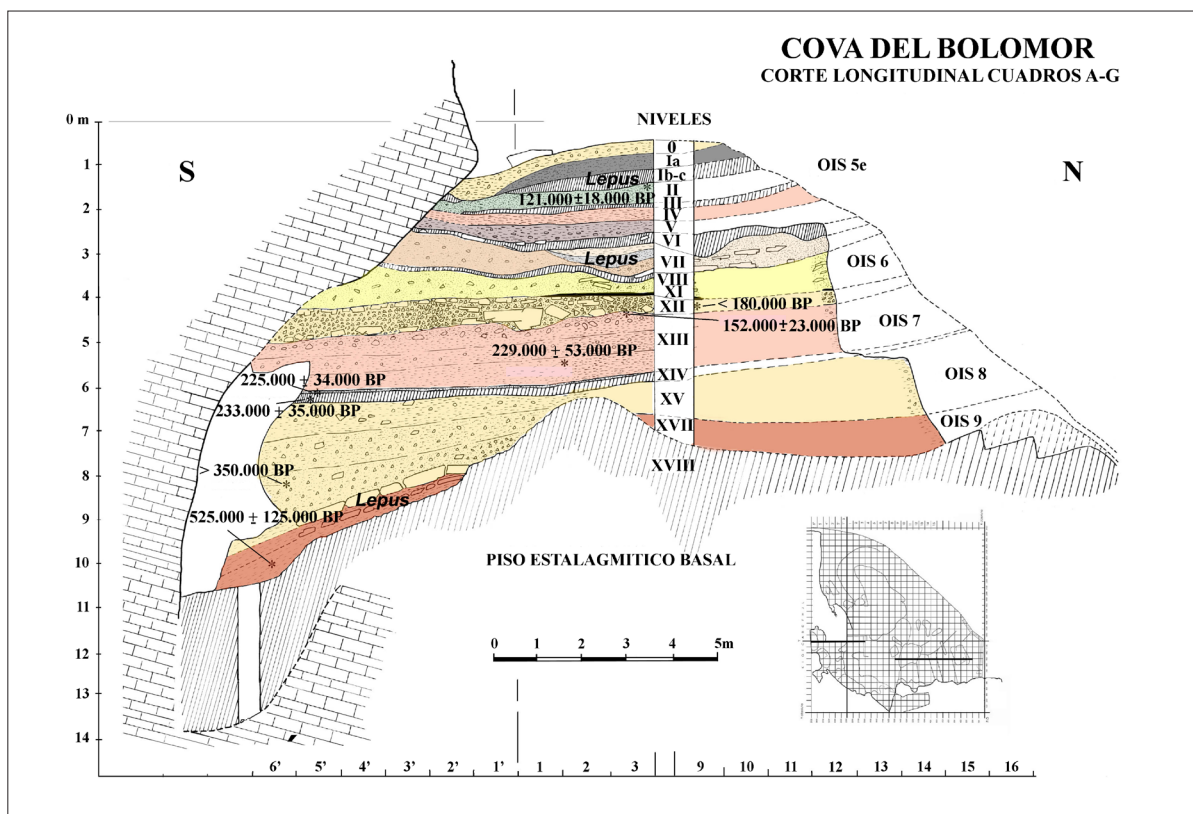 COVA DEL BOLOMOR
CORTE LONGITUDINAL CUADROS A-G
0 m
NIVELES
S
N
1
2
3
4
5
6
7
8
9
10
11
12
13
14
0
Ia
Ib-c
II
III
IV
V
VI
VII
VIII
XI
XII
XIII
XIV
XV
XVII
XVIII
OIS 5e
OIS 6
OIS 7
OIS 8
OIS 9
Lepus
121.000 ± 18.000 BP
Lepus
< 180.000 BP
152.000 ± 23.000 BP
229.000 ± 53.000 BP
225.000 ± 34.000 BP
233.000 ± 35.000 BP
> 350.000 BP
Lepus
525.000 ± 125.000 BP
PISO ESTALAGMITICO BASAL
0 1 2 3 4 5m
6' 5' 4' 3' 2' 1' 1 2 3 9 10 11 12 13 14 15 16